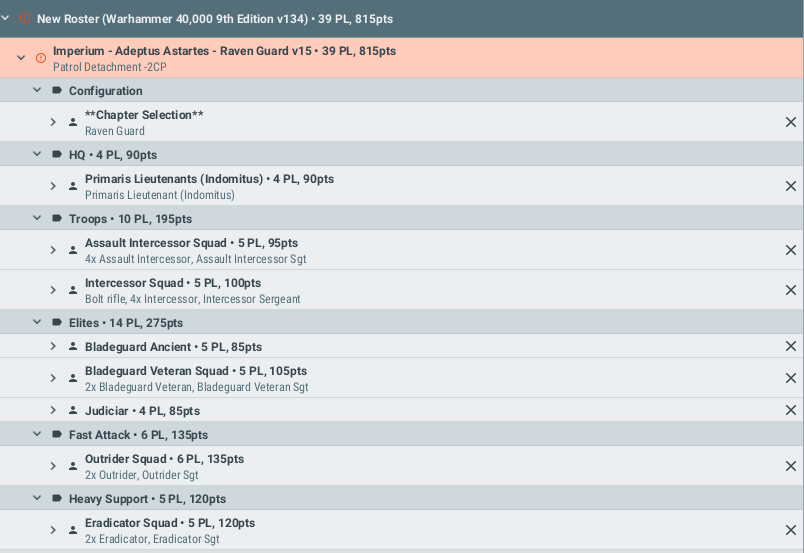 New Roster (Warhammer 40,000 9th Edition v134) • 39 PL, 815pts
Imperium - Adeptus Astartes - Raven Guard v15 • 39 PL, 815pts
Patrol Detachment -2CP
Configuration
**Chapter Selection**
Raven Guard
HQ • 4 PL, 90pts
Primaris Lieutenants (Indomitus) • 4 PL, 90pts
Primaris Lieutenant (Indomitus)
Troops • 10 PL, 195pts
Assault Intercessor Squad • 5 PL, 95pts
4x Assault Intercessor, Assault Intercessor Sgt
Intercessor Squad • 5 PL, 100pts
Bolt rifle, 4x Intercessor, Intercessor Sergeant
Elites • 14 PL, 275pts
Bladeguard Ancient • 5 PL, 85pts
Bladeguard Veteran Squad • 5 PL, 105pts
2x Bladeguard Veteran, Bladeguard Veteran Sgt
Judiciar • 4 PL, 85pts
Fast Attack • 6 PL, 135pts
Outrider Squad • 6 PL, 135pts
2x Outrider, Outrider Sgt
Heavy Support • 5 PL, 120pts
Eradicator Squad • 5 PL, 120pts
2x Eradicator, Eradicator Sgt